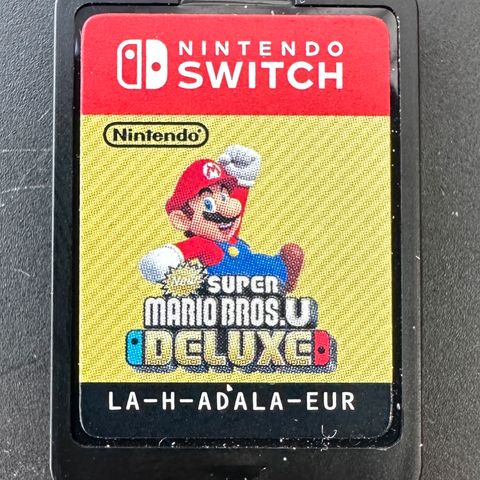 NINTENDO
SWITCH
Nintendo
M
New
SUPER
MARIO BROS.U
DELUXE
LA-H-ADALA-EUR